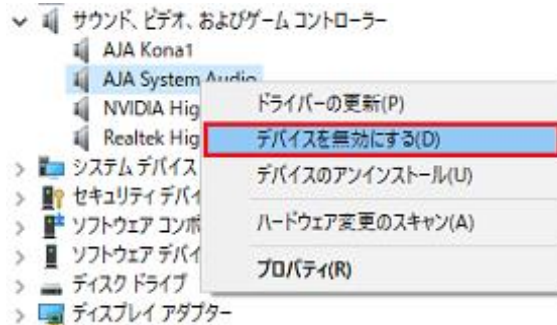 サウンド、ビデオ、およびゲーム コントローラー
AJA Kona1
AJA System Audio
NVIDIA Hig
Realtek Hig
システム デバイス
セキュリティ デバイ
ソフトウェア コンポ
ソフトウェア デバイ
ディスク ドライブ
ディスプレイ アダプター
ドライバーの更新(P)
デバイスを無効にする(D)
デバイスのアンインストール(U)
ハードウェア変更のスキャン(A)
プロパティ(R)